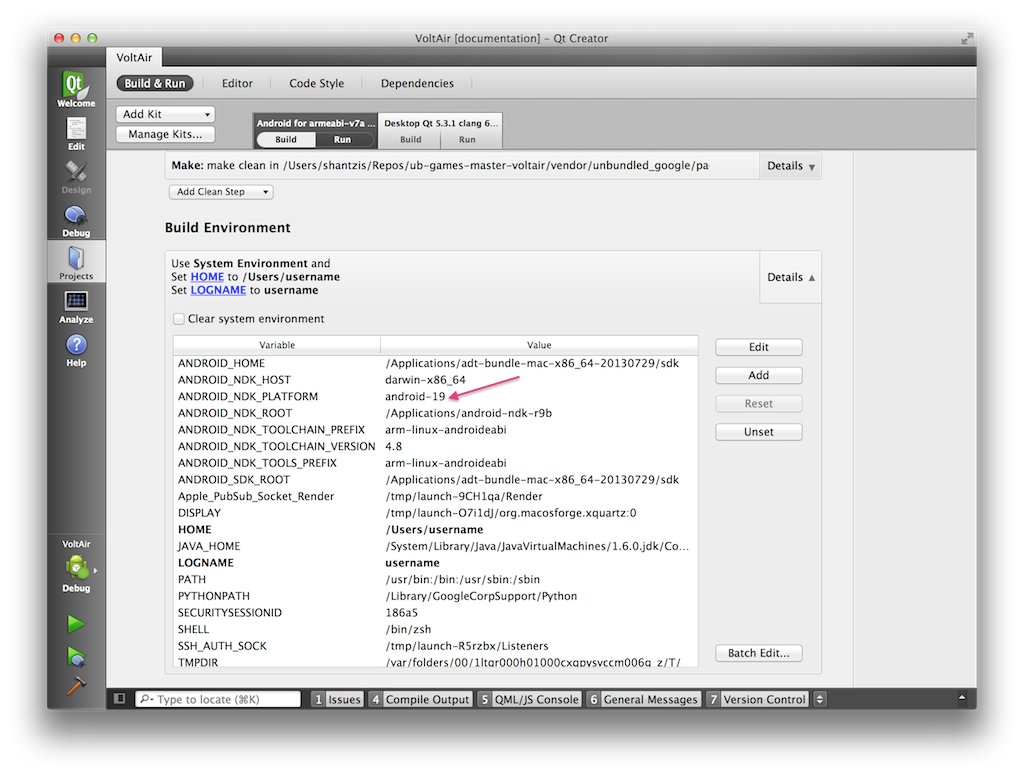 VoltAir [documentation] – Qt Creator
VoltAir
Build & Run
Editor
Code Style
Dependencies
Add Kit
Manage Kits...
Android for armeabi-v7a ...
Build
Run
Desktop Qt 5.3.1 clang 6...
Build
Run
Qt
Welcome
Edit
Design
Debug
Projects
Analyze
?
Help
Make: make clean in /Users/shantzis/Repos/ub-games-master-voltair/vendor/unbundled_google/pa
Details
Add Clean Step
Build Environment
Use System Environment and
Set HOME to /Users/username
Set LOGNAME to username
Details
Clear system environment
Variable Value
ANDROID_HOME /Applications/adt-bundle-mac-x86_64-20130729/sdk
ANDROID_NDK_HOST darwin-x86_64
ANDROID_NDK_PLATFORM android-19
ANDROID_NDK_ROOT /Applications/android-ndk-r9b
ANDROID_NDK_TOOLCHAIN_PREFIX arm-linux-androideabi
ANDROID_NDK_TOOLCHAIN_VERSION 4.8
ANDROID_NDK_TOOLS_PREFIX arm-linux-androideabi
ANDROID_SDK_ROOT /Applications/adt-bundle-mac-x86_64-20130729/sdk
Apple_PubSub_Socket_Render /tmp/launch-9CH1qa/Render
DISPLAY /tmp/launch-O7i1dJ/org.macosforge.xquartz:0
HOME /Users/username
JAVA_HOME /System/Library/Java/JavaVirtualMachines/1.6.0.jdk/Co...
LOGNAME username
PATH /usr/bin:/bin:/usr/sbin:/sbin
PYTHONPATH /Library/GoogleCorpSupport/Python
SECURITYSESSIONID 186a5
SHELL /bin/zsh
SSH_AUTH_SOCK /tmp/launch-R5rzbx/Listeners
TMPDIR
Edit
Add
Reset
Unset
Batch Edit...
VoltAir
Debug
Type to locate (⌘K)
1 Issues
4 Compile Output
5 QML/JS Console
6 General Messages
7 Version Control